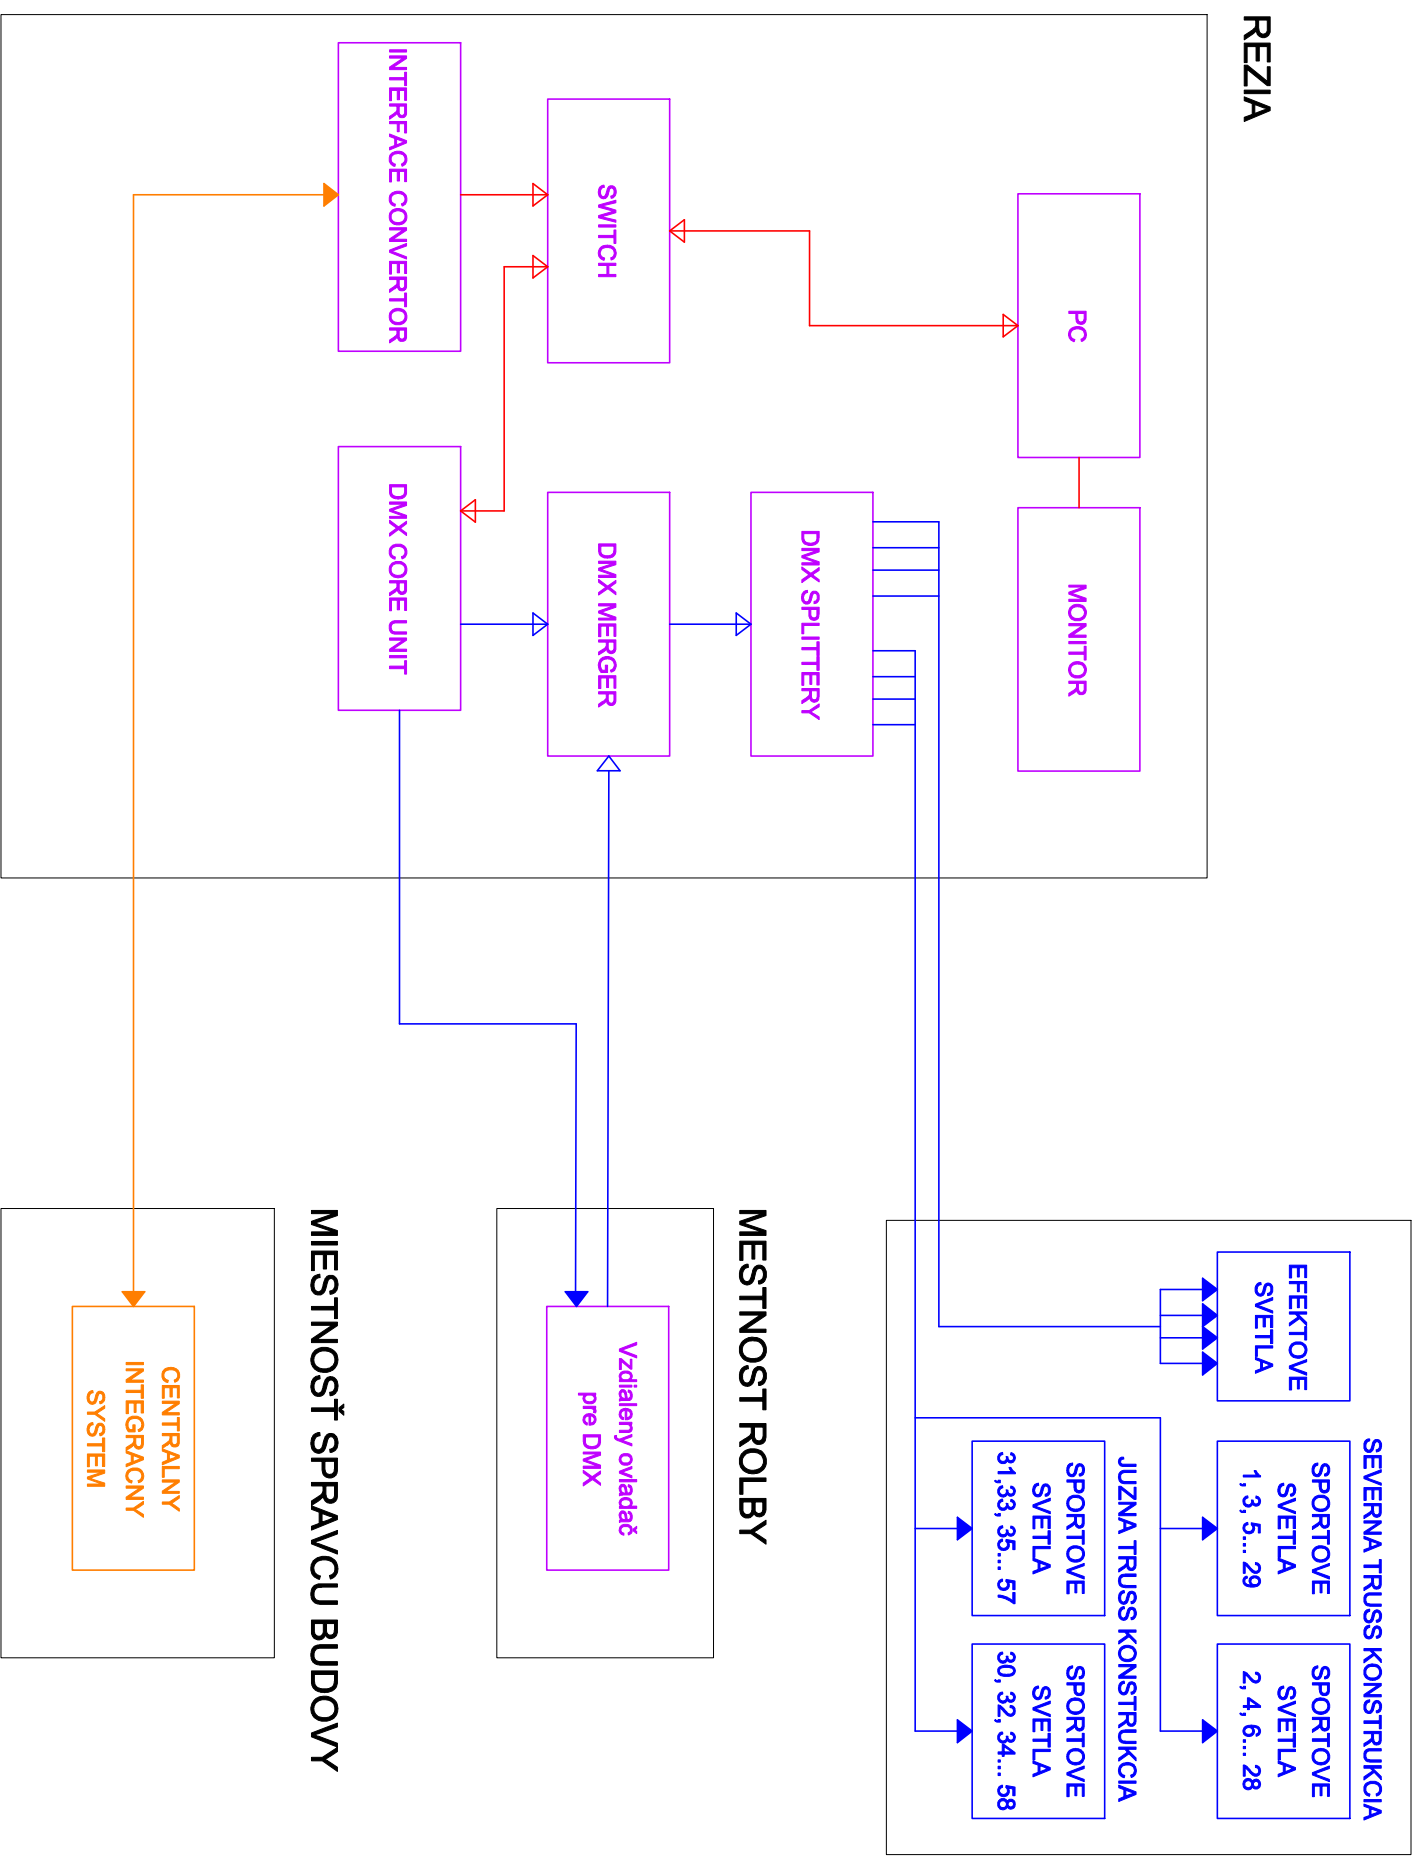 REZIA
PC
MONITOR
SWITCH
DMX SPLITTERY
DMX MERGER
INTERFACE CONVERTOR
DMX CORE UNIT
SEVERNA TRUSS KONSTRUKCIA
EFEKTOVE
SVETLA
SPORTOVE
SVETLA
1, 3, 5... 29
SPORTOVE
SVETLA
2, 4, 6... 28
JUZNA TRUSS KONSTRUKCIA
SPORTOVE
SVETLA
31,33, 35... 57
SPORTOVE
SVETLA
30, 32, 34... 58
MESTNOST ROLBY
Vzdialeny ovladač
pre DMX
MIESTNOSŤ SPRAVCU BUDOVY
CENTRALNY
INTEGRACNY
SYSTEM